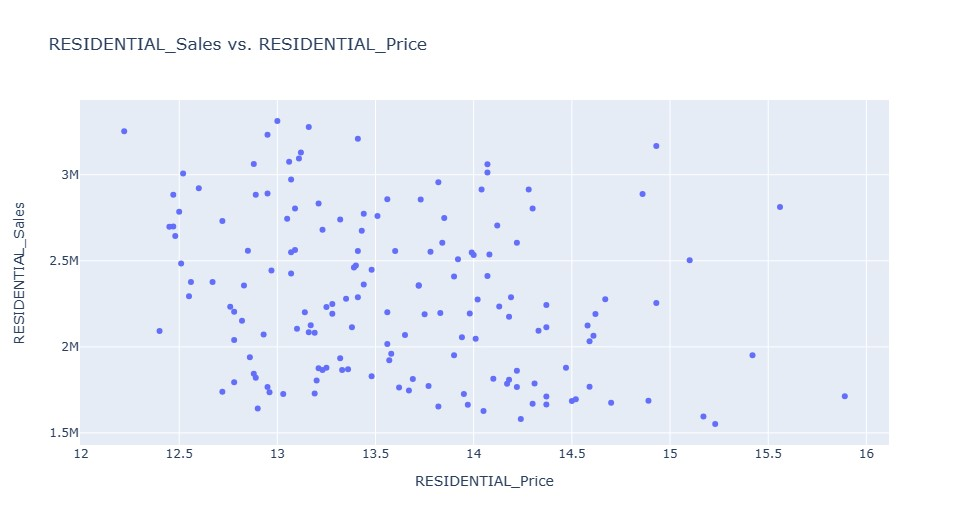 RESIDENTIAL_Sales vs. RESIDENTIAL_Price
RESIDENTIAL_Sales
3M
2.5M
2M
1.5M
12 12.5 13 13.5 14 14.5 15 15.5 16
RESIDENTIAL_Price